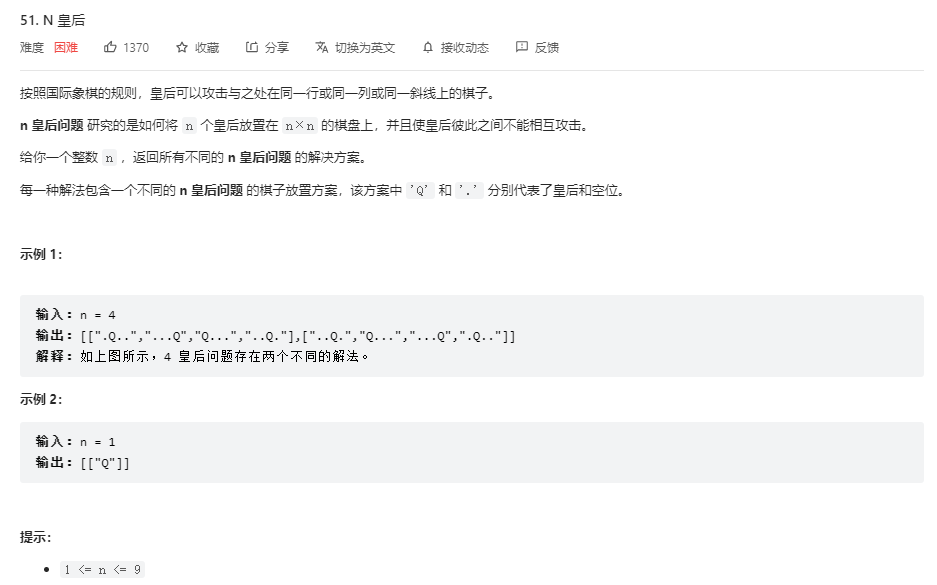 51. N 皇后
难度 困难 1370 收藏 分享 切换为英文 接收动态 反馈
按照国际象棋的规则，皇后可以攻击与之处在同一行或同一列或同一斜线上的棋子。
n 皇后问题 研究的是如何将 n 个皇后放置在 n×n 的棋盘上，并且使皇后彼此之间不能相互攻击。
给你一个整数 n ，返回所有不同的 n 皇后问题 的解决方案。
每一种解法包含一个不同的 n 皇后问题 的棋子放置方案，该方案中 'Q' 和 '.' 分别代表了皇后和空位。
示例 1：
输入：n = 4
输出：[[".Q..","...Q","Q...","..Q."],["..Q.","Q...","...Q",".Q.."]]
解释：如上图所示，4 皇后问题存在两个不同的解法。
示例 2：
输入：n = 1
输出：[["Q"]]
提示：
1 <= n <= 9